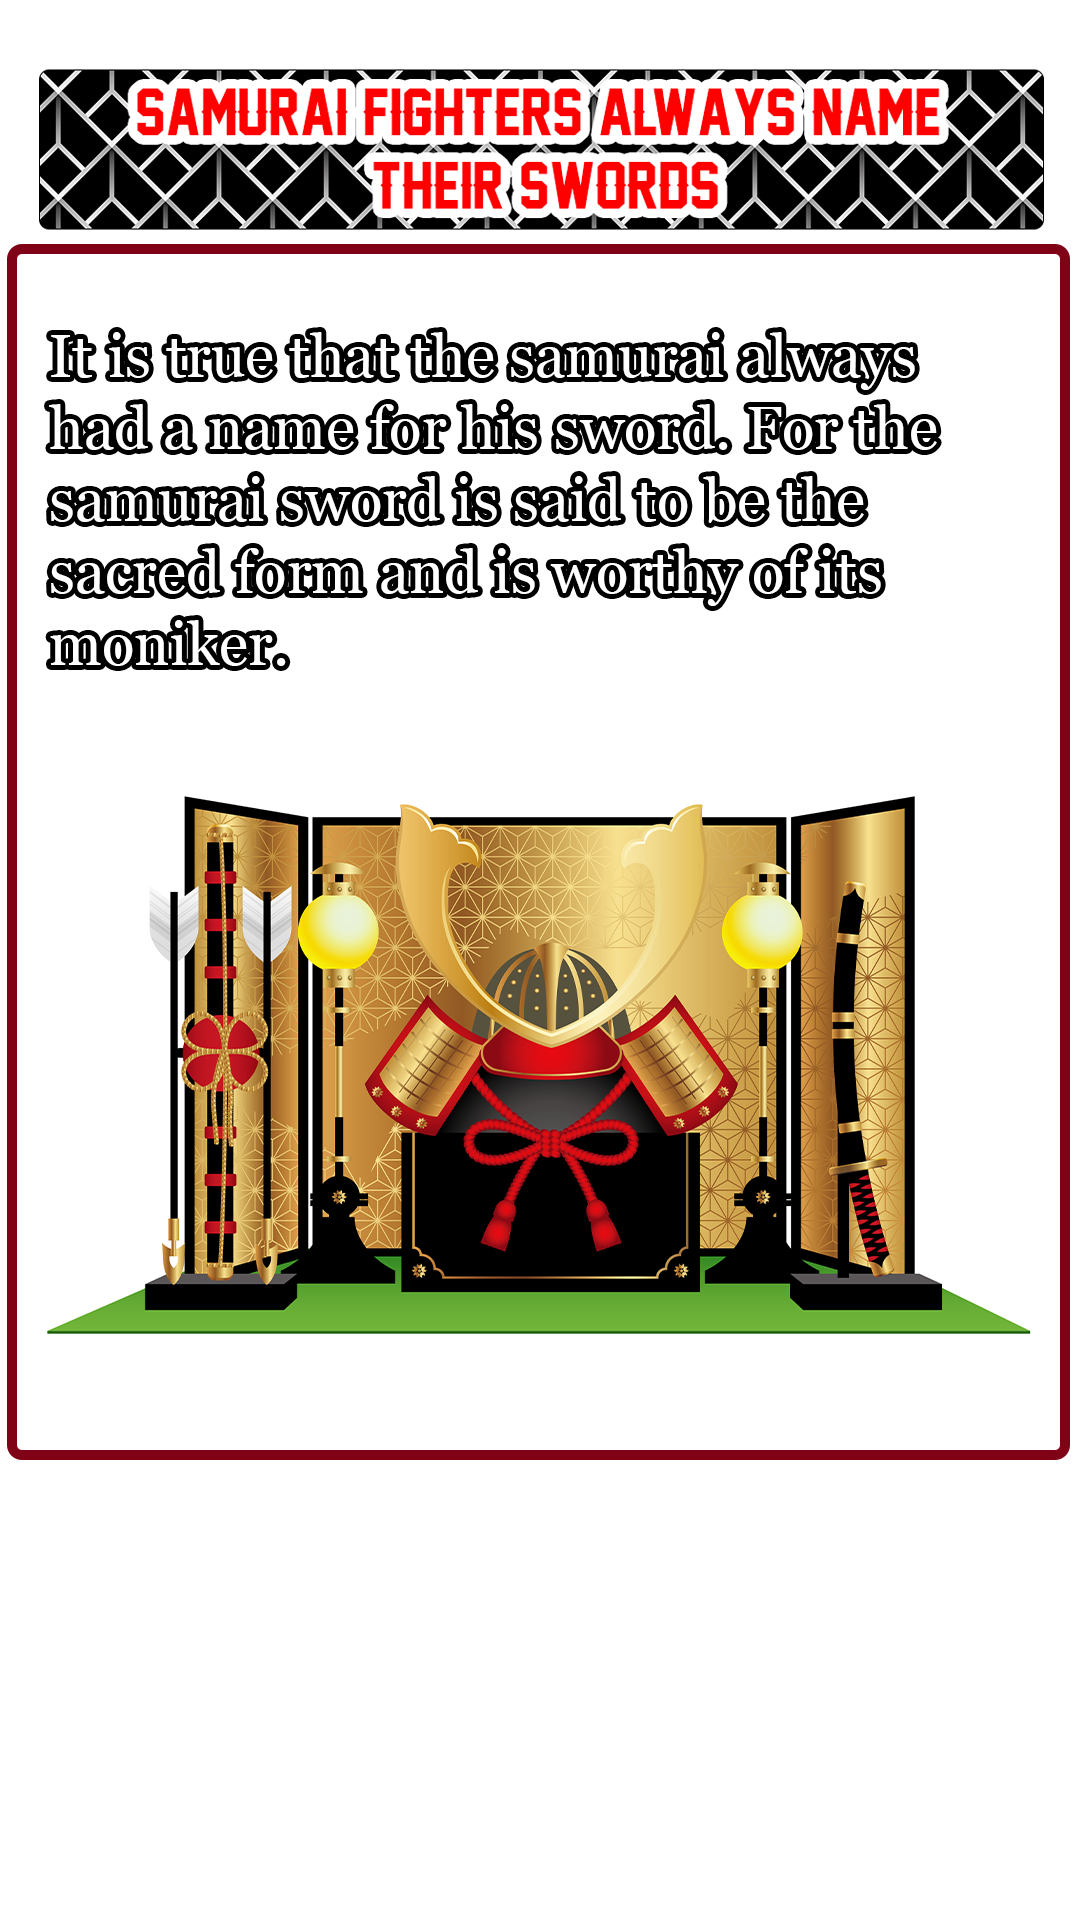 SAMURAI FIGHTERS ALWAYS NAME
THEIR SWORDS
It is true that the samurai always
had a name for his sword. For the
samurai sword is said to be the
sacred form and is worthy of its
moniker.